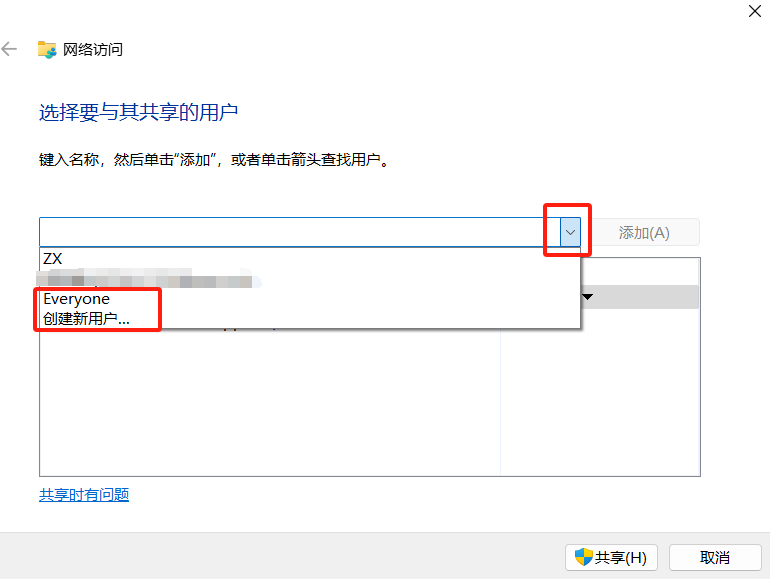 网络访问
选择要与其共享的用户
键入名称，然后单击“添加”，或者单击箭头查找用户。
添加(A)
ZX
Everyone
创建新用户...
共享时有问题
共享(H)
取消